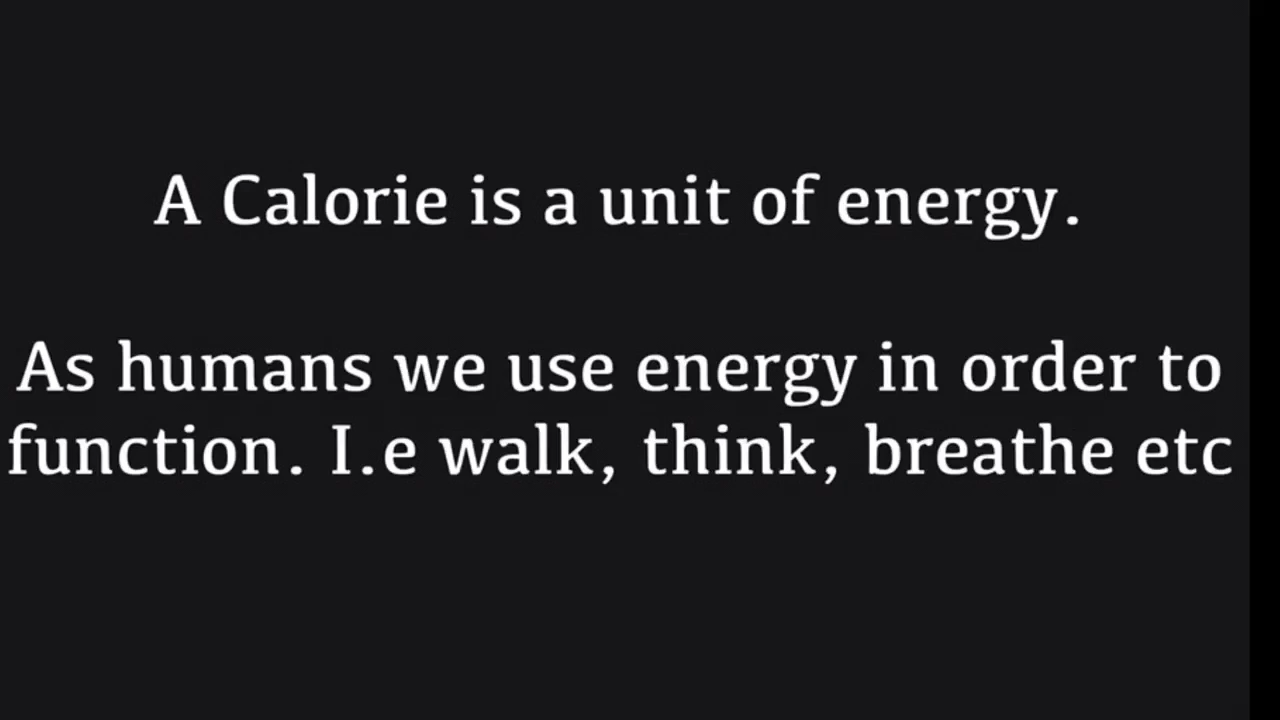 A Calorie is a unit of energy.
As humans we use energy in order to
function. I.e walk, think, breathe etc